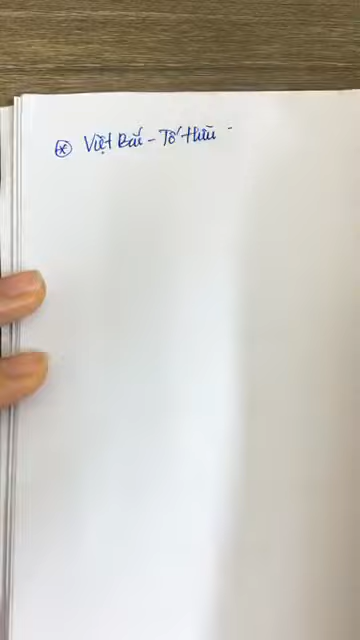 ⊛ Việt Bắc - Tố Hữu -